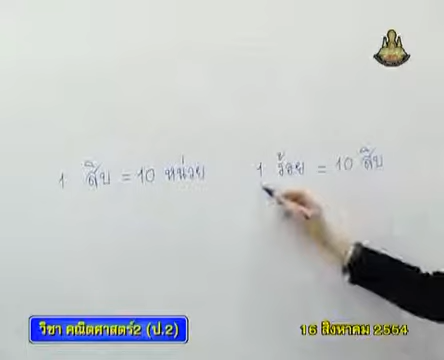 1 สิบ = 10 หน่วย 1 ร้อย = 10 สิบ
วิชา คณิตศาสตร์2 (ป.2) 16 สิงหาคม 2554